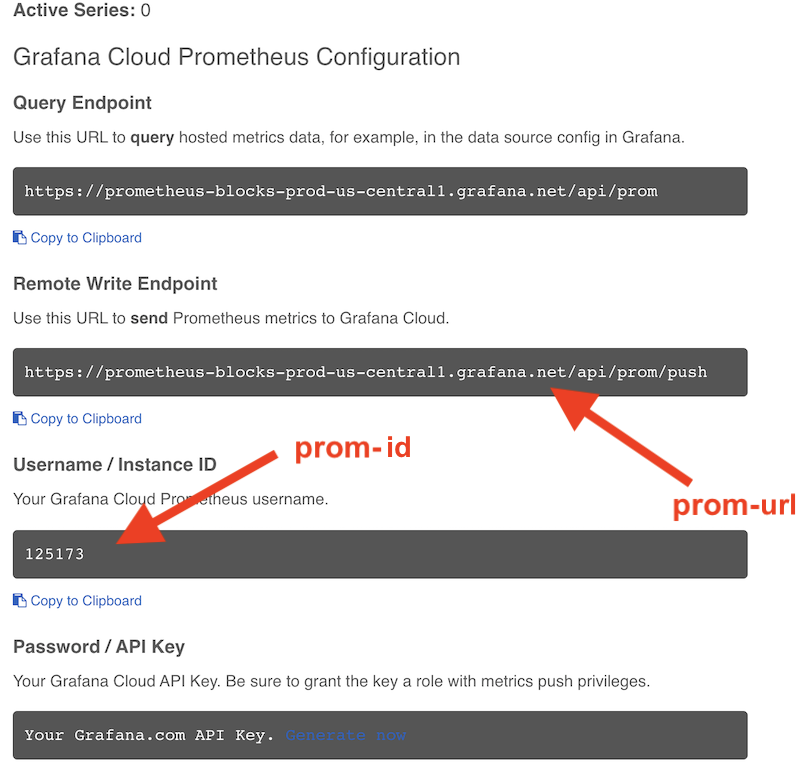 Active Series: 0
Grafana Cloud Prometheus Configuration
Query Endpoint
Use this URL to query hosted metrics data, for example, in the data source config in Grafana.
https://prometheus-blocks-prod-us-central1.grafana.net/api/prom
Copy to Clipboard
Remote Write Endpoint
Use this URL to send Prometheus metrics to Grafana Cloud.
https://prometheus-blocks-prod-us-central1.grafana.net/api/prom/push
Copy to Clipboard
prom-id
Username / Instance ID
Your Grafana Cloud Prometheus username.
prom-url
125173
Copy to Clipboard
Password / API Key
Your Grafana Cloud API Key. Be sure to grant the key a role with metrics push privileges.
Your Grafana.com API Key. Generate now